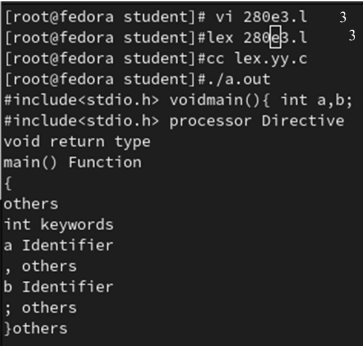 [root@fedora student]# vi 280e3.l 3
[root@fedora student]#lex 280e3.l 3
[root@fedora student]#cc lex.yy.c
[root@fedora student]#./a.out
#include<stdio.h> voidmain(){ int a,b;
#include<stdio.h> processor Directive
void return type
main() Function
{
others
int keywords
a Identifier
, others
b Identifier
; others
}others